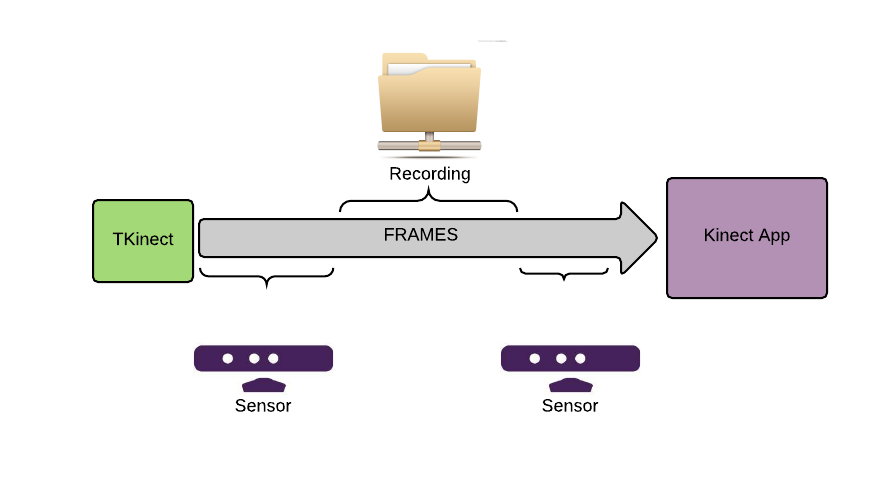 Recording
TKinect
FRAMES
Kinect App
Sensor
Sensor